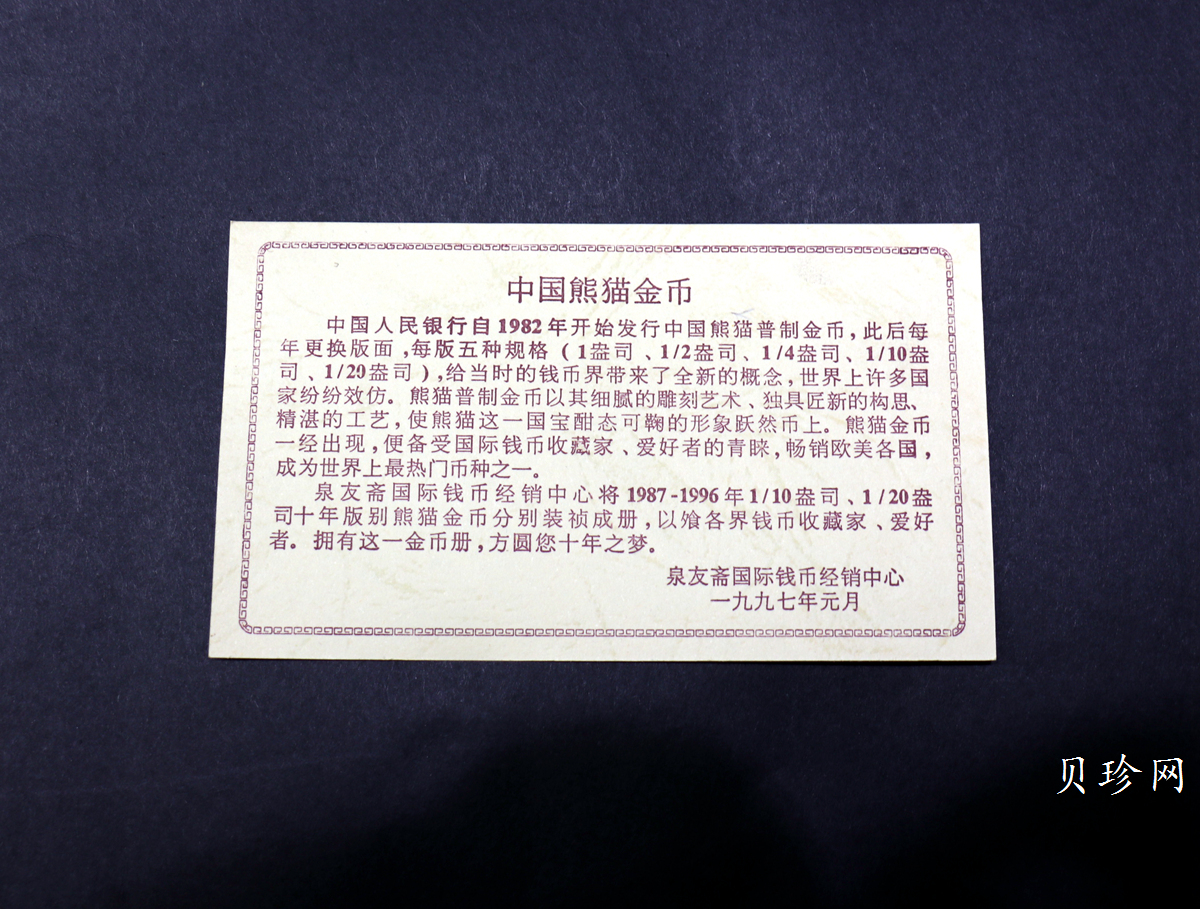 中国熊猫金币
中国人民银行自1982年开始发行中国熊猫普制金币，此后每
年更换版面，每版五种规格（1盎司、1/2盎司、1/4盎司、1/10盎
司、1/20盎司），给当时的钱币界带来了全新的概念，世界上许多国
家纷纷效仿。熊猫普制金币以其细腻的雕刻艺术、独具匠新的构思、
精湛的工艺，使熊猫这一国宝酣态可鞠的形象跃然币上。熊猫金币
一经出现，便备受国际钱币收藏家、爱好者的青睐，畅销欧美各国，
成为世界上最热门币种之一。
泉友斋国际钱币经销中心将1987-1996年1/10盎司、1/20盎
司十年版别熊猫金币分别装祯成册，以飨各界钱币收藏家、爱好
者。拥有这一金币册，方圆您十年之梦。
泉友斋国际钱币经销中心
一九九七年元月
贝珍网